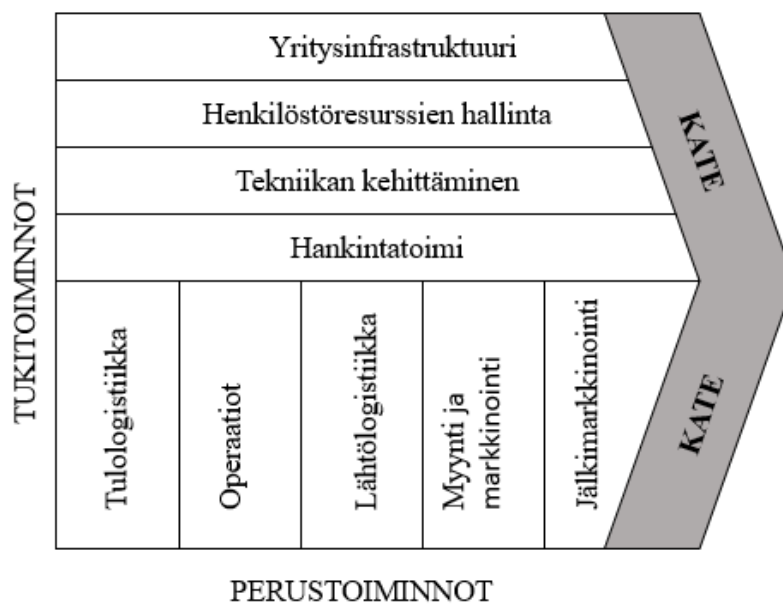 Yritysinfrastruktuuri
Henkilöstöresurssien hallinta
Tekniikan kehittäminen
Hankintatoimi
KATE
TUKITOIMINNOT
Tulologistiikka
Operaatiot
Lähtölogistiikka
Myynti ja
markkinointi
Jälkimarkkinointi
KATE
PERUSTOIMINNOT